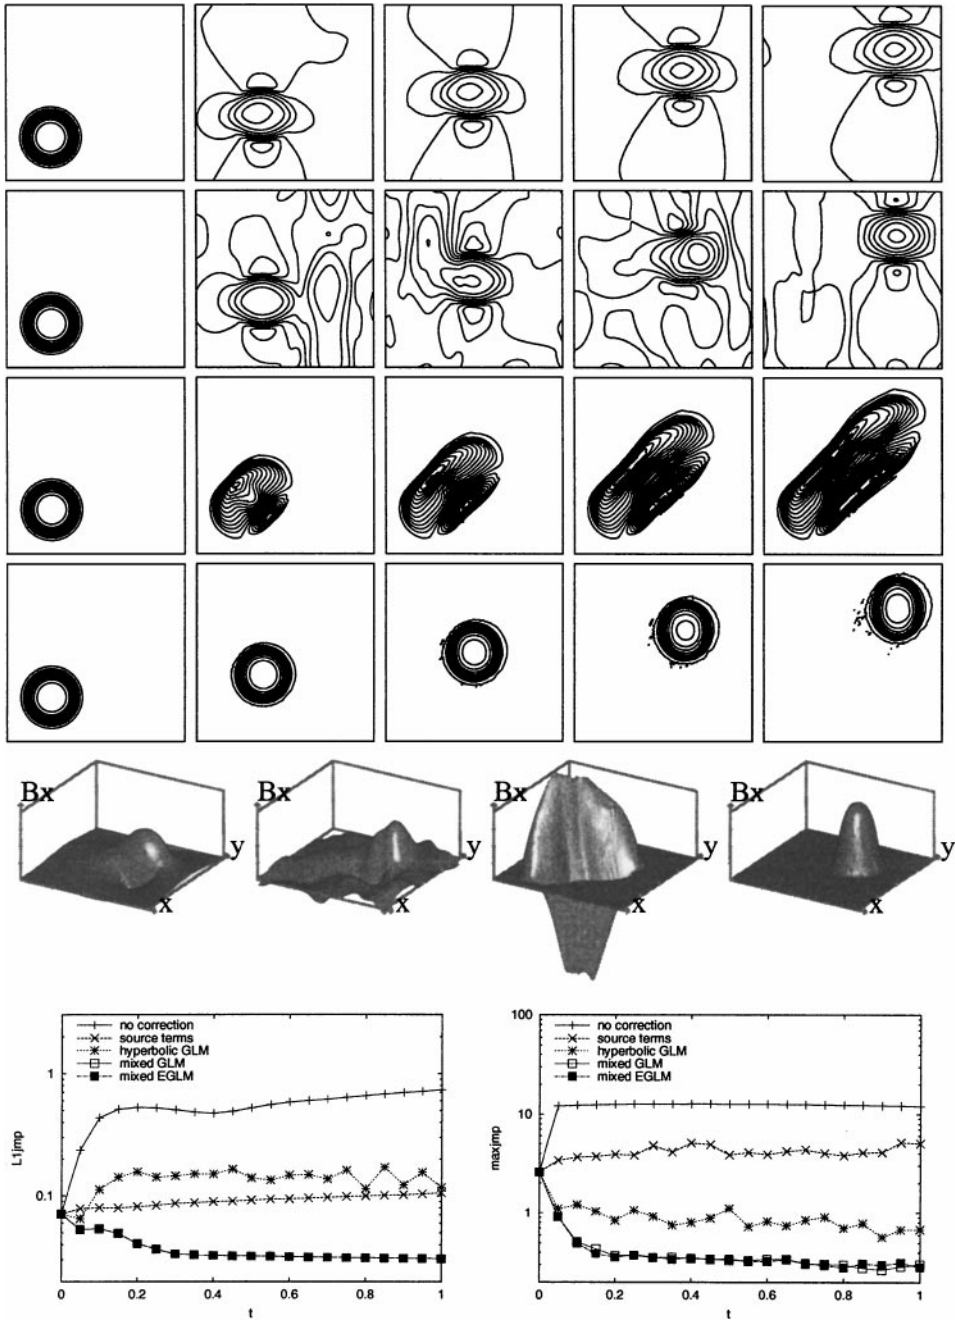 Bx
y
x
Bx
y
x
Bx
y
x
Bx
y
x
no correction
source terms
hyperbolic GLM
mixed GLM
mixed EGLM
1
0.1
L1jmp
0 0.2 0.4 0.6 0.8 1
t
100
no correction
source terms
hyperbolic GLM
mixed GLM
mixed EGLM
10
1
maxjmp
0 0.2 0.4 0.6 0.8 1
t